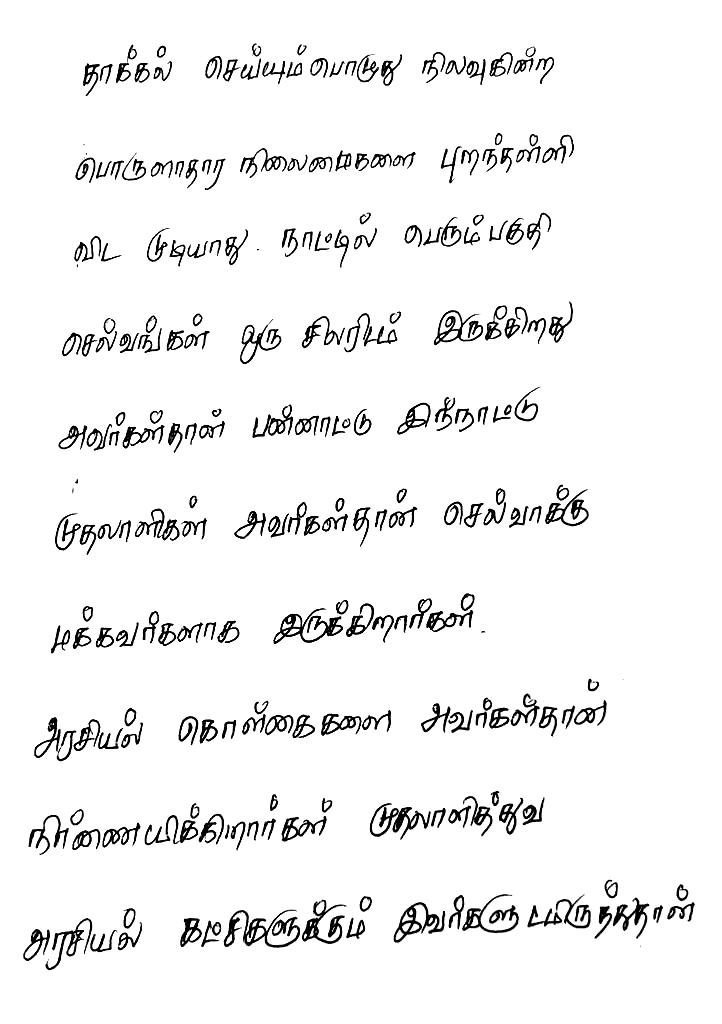 தாக்கல் செய்யும்பொழுது நிலவுகின்ற
பொருளாதார நிலைமைகளை புறந்தள்ளி
விட முடியாது. நாட்டில் பெரும்பகுதி
செல்வங்கள் ஒரு சிலரிடம் இருக்கிறது
அவர்கள்தான் பன்னாட்டு இந்நாட்டு
முதலாளிகள் அவர்கள்தான் செல்வாக்கு
மிக்கவர்களாக இருக்கிறார்கள்.
அரசியல் கொள்கைகளை அவர்கள்தான்
நிர்ணயிக்கிறார்கள் முதலாளித்துவ
அரசியல் கட்சிகளுக்கும் இவர்களுடமிருந்துதான்